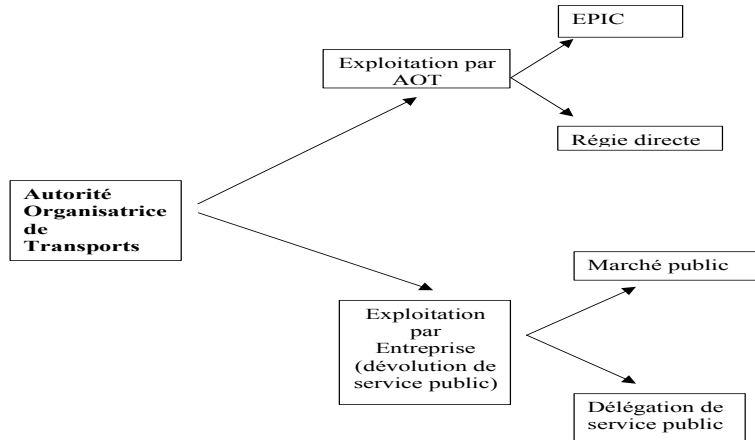 EPIC
Exploitation par
AOT
Régie directe
Autorité
Organisatrice
de
Transports
Marché public
Exploitation
par
Entreprise
(dévolution de
service public)
Délégation de
service public